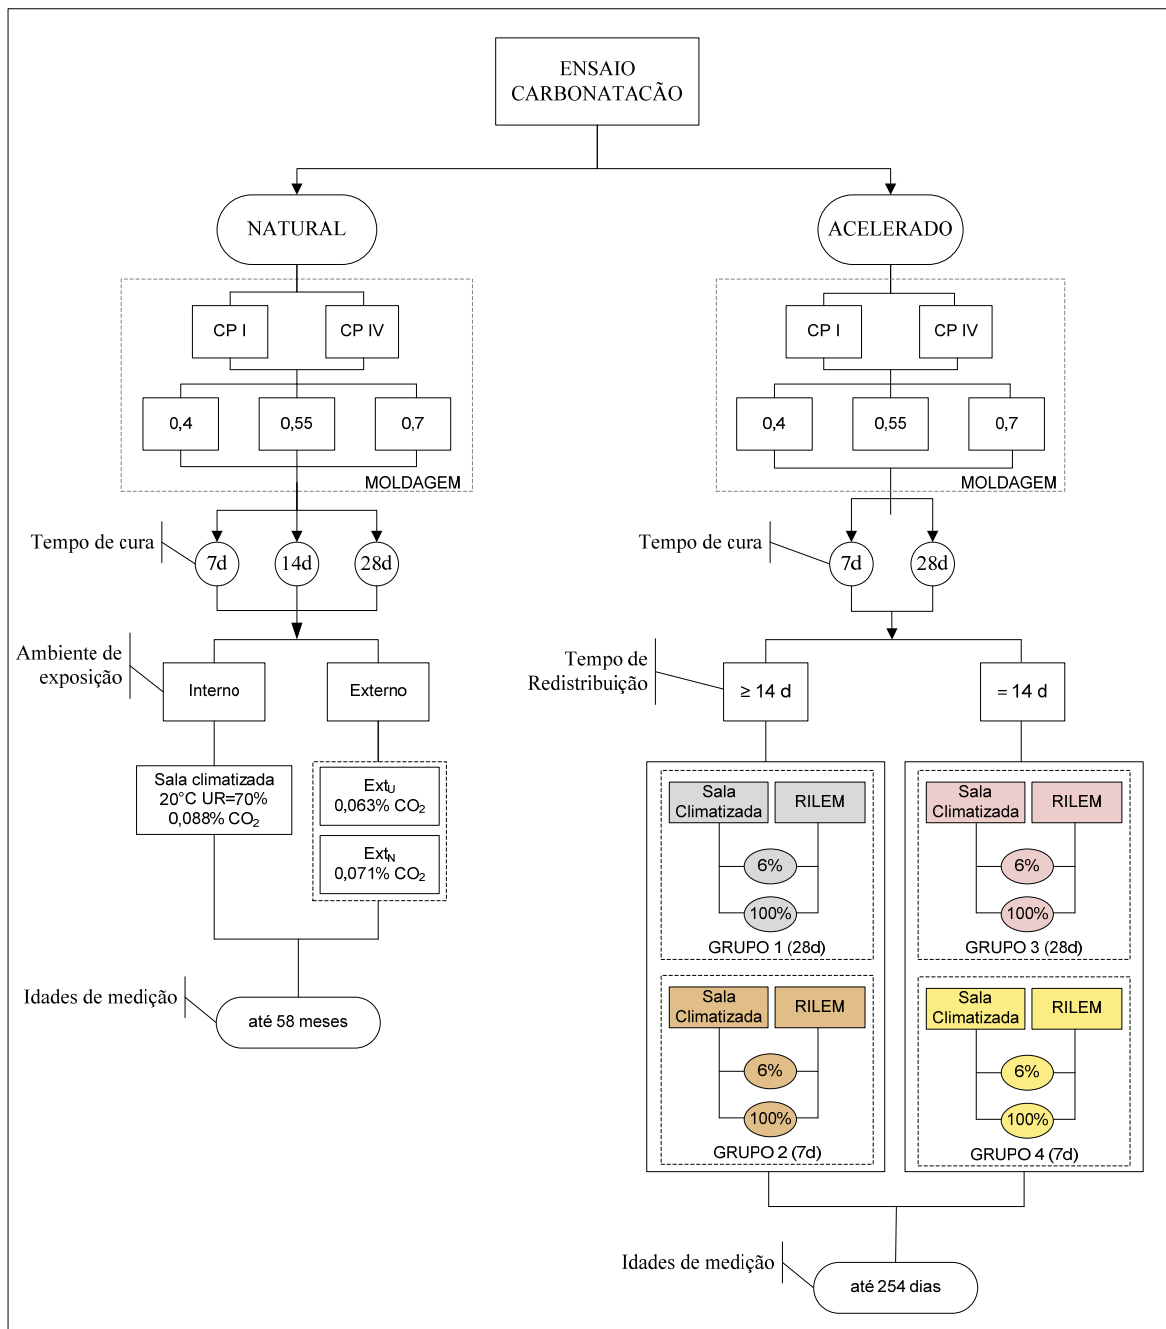 ENSAIO
CARBONATACÃO
NATURAL
CP I
CP IV
0,4
0,55
0,7
MOLDAGEM
Tempo de cura
7d
14d
28d
Ambiente de
exposição
Interno
Externo
Sala climatizada
20°C UR=70%
0,088% CO₂
Ext_U
0,063% CO₂
Ext_N
0,071% CO₂
Idades de medição
até 58 meses
ACELERADO
CP I
CP IV
0,4
0,55
0,7
MOLDAGEM
Tempo de cura
7d
28d
Tempo de
Redistribuição
≥ 14 d
= 14 d
Sala
Climatizada
RILEM
6%
100%
GRUPO 1 (28d)
Sala
Climatizada
RILEM
6%
100%
GRUPO 2 (7d)
Sala
Climatizada
RILEM
6%
100%
GRUPO 3 (28d)
Sala
Climatizada
RILEM
6%
100%
GRUPO 4 (7d)
Idades de medição
até 254 dias